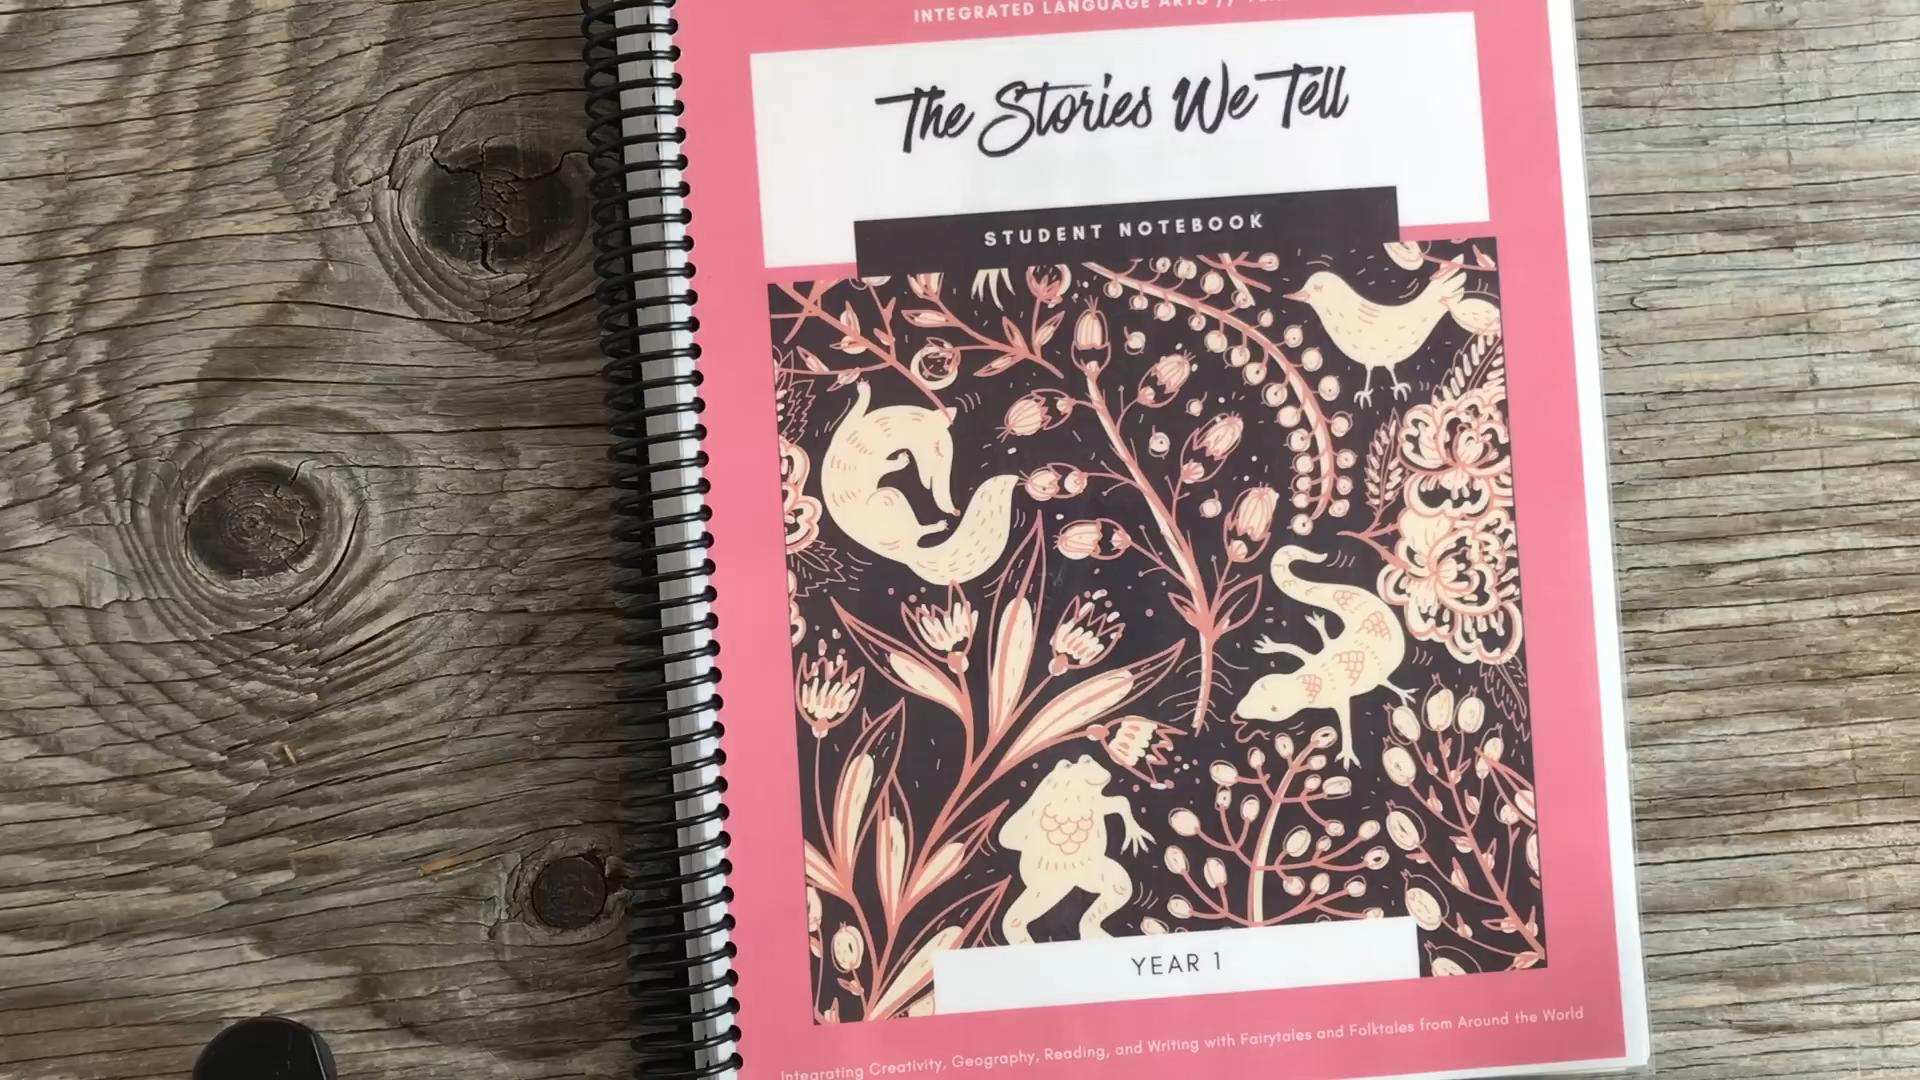 INTEGRATED LANGUAGE ARTS //
The Stories We Tell
STUDENT NOTEBOOK
YEAR 1
Integrating Creativity, Geography, Reading, and Writing with Fairytales and Folktales from Around the World